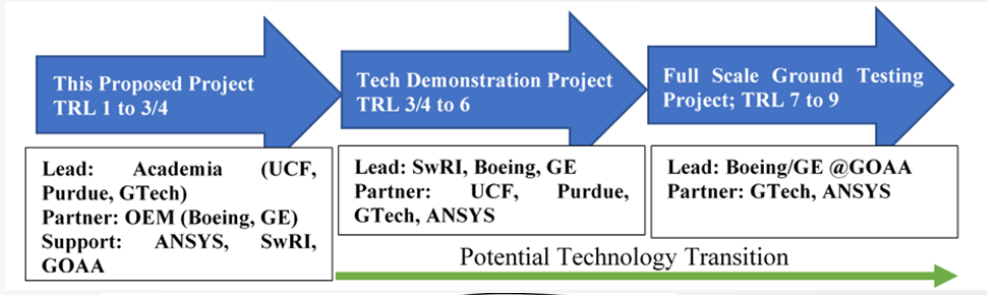 This Proposed Project
TRL 1 to 3/4
Tech Demonstration Project
TRL 3/4 to 6
Full Scale Ground Testing
Project; TRL 7 to 9
Lead: Academia (UCF,
Purdue, GTech)
Partner: OEM (Boeing, GE)
Support: ANSYS, SwRI,
GOAA
Lead: SwRI, Boeing, GE
Partner: UCF, Purdue,
GTech, ANSYS
Lead: Boeing/GE @GOAA
Partner: GTech, ANSYS
Potential Technology Transition